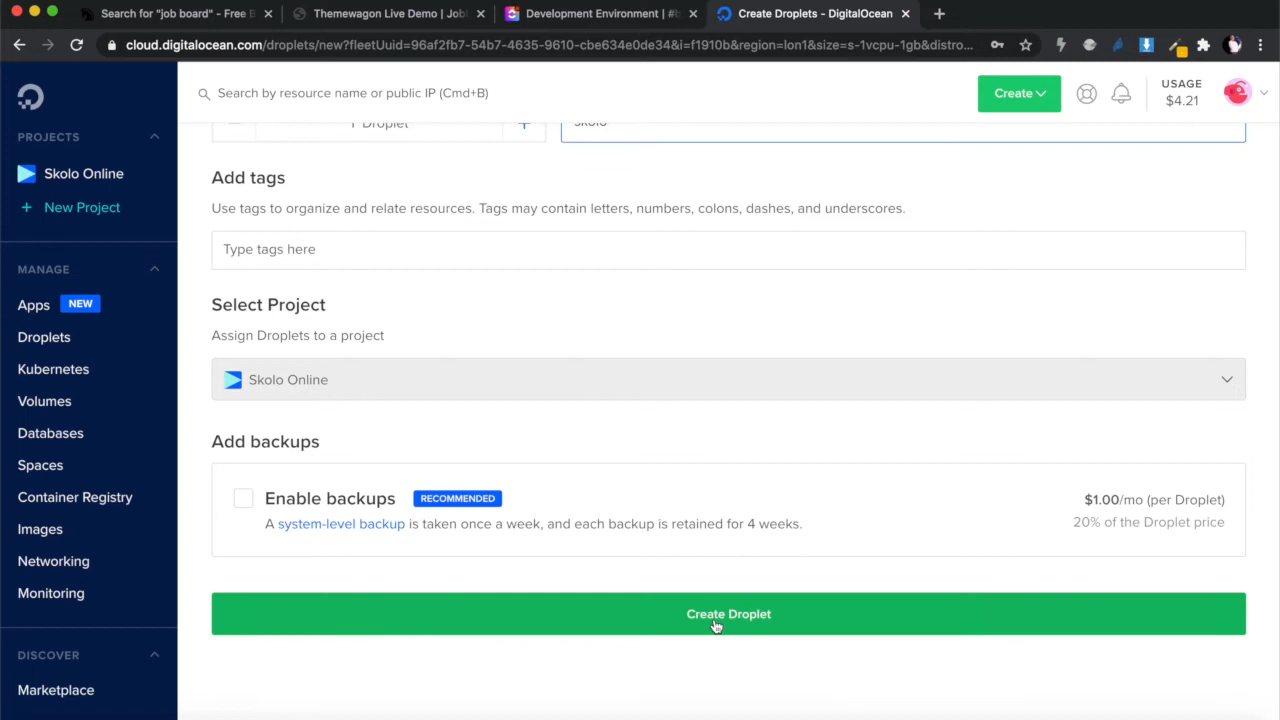 Search for "job board" - Free B
Themewagon Live Demo | Jobl
Development Environment | #b
Create Droplets - DigitalOcean
cloud.digitalocean.com/droplets/new?fleetUuid=96af2fb7-54b7-4635-9610-cbe634e0de34&i=f1910b&region=lon1&size=s-1vcpu-1gb&distro...
Search by resource name or public IP (Cmd+B)
Create
USAGE
$4.21
PROJECTS
Skolo Online
+ New Project
MANAGE
Apps NEW
Droplets
Kubernetes
Volumes
Databases
Spaces
Container Registry
Images
Networking
Monitoring
DISCOVER
Marketplace
1 Droplet
+
skolo
Add tags
Use tags to organize and relate resources. Tags may contain letters, numbers, colons, dashes, and underscores.
Type tags here
Select Project
Assign Droplets to a project
Skolo Online
Add backups
Enable backups RECOMMENDED
A system-level backup is taken once a week, and each backup is retained for 4 weeks.
$1.00/mo (per Droplet)
20% of the Droplet price
Create Droplet